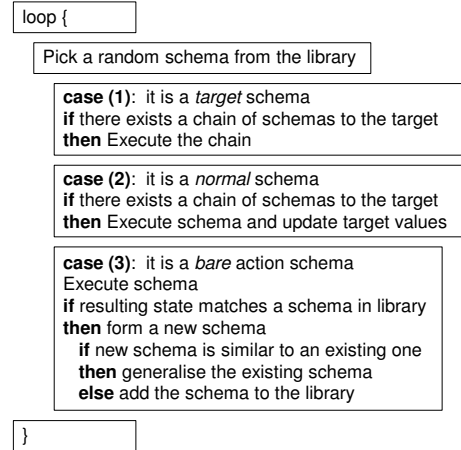 loop {
Pick a random schema from the library
case (1): it is a target schema
if there exists a chain of schemas to the target
then Execute the chain
case (2): it is a normal schema
if there exists a chain of schemas to the target
then Execute schema and update target values
case (3): it is a bare action schema
Execute schema
if resulting state matches a schema in library
then form a new schema
if new schema is similar to an existing one
then generalise the existing schema
else add the schema to the library
}